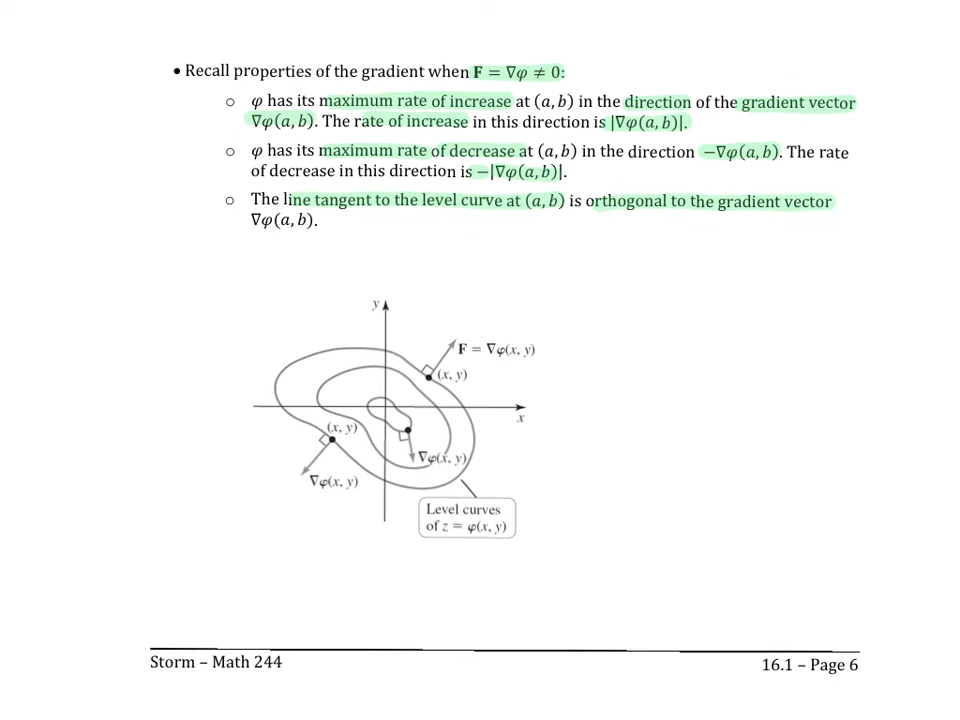 • Recall properties of the gradient when F = ∇φ ≠ 0:
○ φ has its maximum rate of increase at (a, b) in the direction of the gradient vector
∇φ(a, b). The rate of increase in this direction is |∇φ(a, b)|.
○ φ has its maximum rate of decrease at (a, b) in the direction −∇φ(a, b). The rate
of decrease in this direction is −|∇φ(a, b)|.
○ The line tangent to the level curve at (a, b) is orthogonal to the gradient vector
∇φ(a, b).
y
F = ∇φ(x, y)
(x, y)
x
(x, y)
∇φ(x, y)
∇φ(x, y)
Level curves
of z = φ(x, y)
Storm – Math 244
16.1 – Page 6